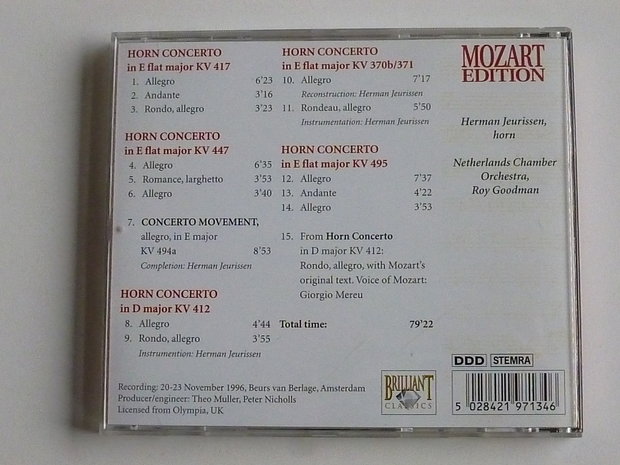 HORN CONCERTO
in E flat major KV 417
1. Allegro 6'23
2. Andante 3'16
3. Rondo, allegro 3'23
HORN CONCERTO
in E flat major KV 447
4. Allegro 6'35
5. Romance, larghetto 3'53
6. Allegro 3'40
7. CONCERTO MOVEMENT,
allegro, in E major
KV 494a 8'53
Completion: Herman Jeurissen
HORN CONCERTO
in D major KV 412
8. Allegro 4'44
9. Rondo, allegro 3'55
Instrumention: Herman Jeurissen
HORN CONCERTO
in E flat major KV 370b/371
10. Allegro 7'17
Reconstruction: Herman Jeurissen
11. Rondeau, allegro 5'50
Instrumentation: Herman Jeurissen
HORN CONCERTO
in E flat major KV 495
12. Allegro 7'37
13. Andante 4'22
14. Allegro 3'53
15. From Horn Concerto
in D major KV 412:
Rondo, allegro, with Mozart's
original text. Voice of Mozart:
Giorgio Mereu
Total time: 79'22
MOZART
EDITION
Herman Jeurissen,
horn
Netherlands Chamber
Orchestra,
Roy Goodman
Recording: 20-23 November 1996, Beurs van Berlage, Amsterdam
Producer/engineer: Theo Muller, Peter Nicholls
Licensed from Olympia, UK
BRILLIANT
CLASSICS
DDD STEMRA
5 028421 971346